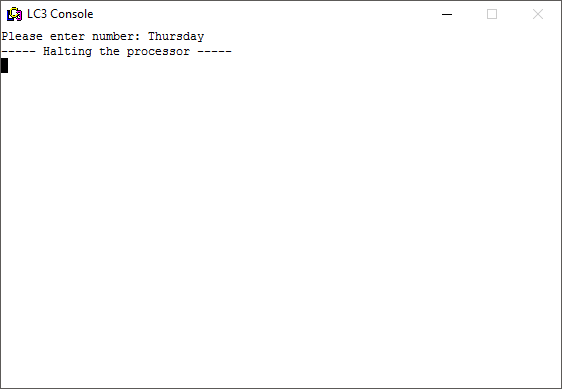 LC3 Console
Please enter number: Thursday
----- Halting the processor -----